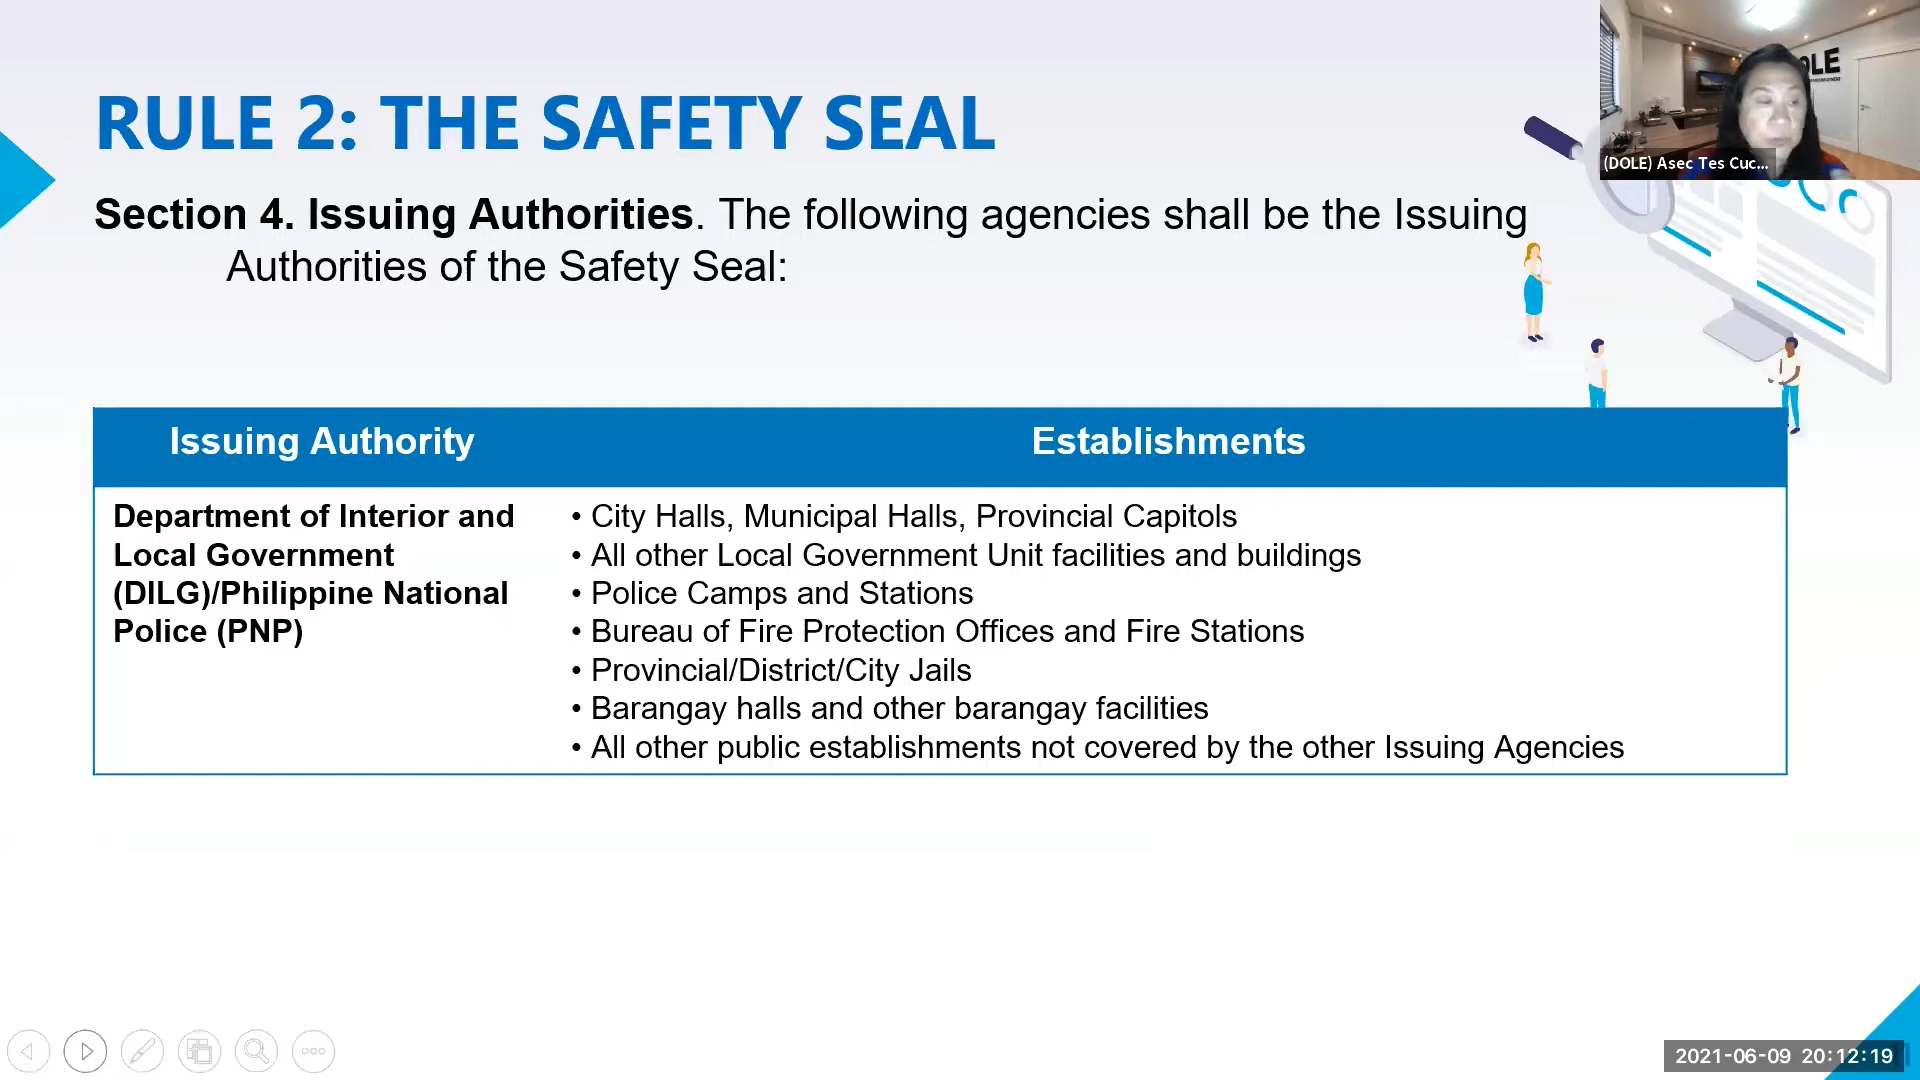 RULE 2: THE SAFETY SEAL
OLE
(DOLE) Asec Tes Cuc...
Section 4. Issuing Authorities. The following agencies shall be the Issuing
Authorities of the Safety Seal:
Issuing Authority
Establishments
Department of Interior and
Local Government
(DILG)/Philippine National
Police (PNP)
• City Halls, Municipal Halls, Provincial Capitols
• All other Local Government Unit facilities and buildings
• Police Camps and Stations
• Bureau of Fire Protection Offices and Fire Stations
• Provincial/District/City Jails
• Barangay halls and other barangay facilities
• All other public establishments not covered by the other Issuing Agencies
2021-06-09 20:12:19